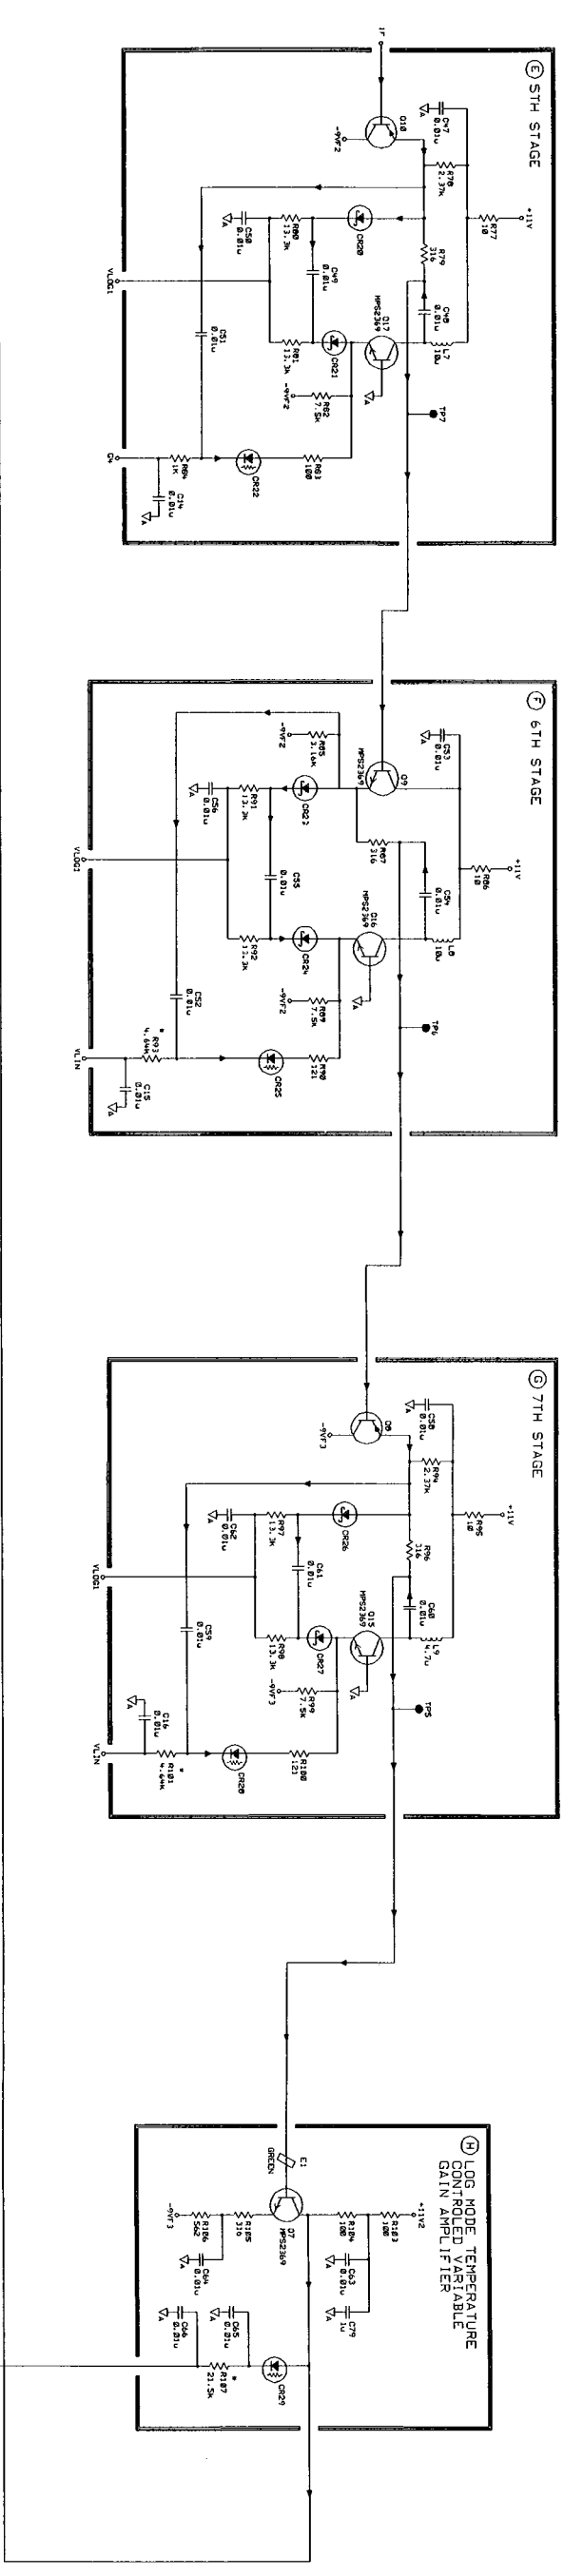 IF
E 5TH STAGE
C47
0.01u
A
Q10
-9VF2
R78
2.37K
R77
10
+11V
R79
316
C48
0.01u
L7
10u
CR20
R80
13.3K
C50
0.01u
A
C49
0.01u
Q17
MPS2369
A
CR21
R81
13.3K
VLOG1
C51
0.01u
R82
7.5K
-9VF2
TP7
R83
100
CR22
R84
1K
G4
C14
0.01u
A
F 6TH STAGE
C53
0.01u
A
Q9
MPS2369
R85
3.16K
-9VF2
R86
10
+11V
CR23
R91
13.3K
C56
0.01u
A
R87
316
C54
0.01u
L8
10u
C55
0.01u
Q16
MPS2369
A
CR24
R92
13.3K
VLOG1
R89
7.5K
-9VF2
C52
0.01u
TP6
R90
121
CR25
* R93
4.64K
VLIN
C15
0.01u
A
G 7TH STAGE
C58
0.01u
A
Q8
-9VF3
R94
2.37K
R95
10
+11V
R96
316
C60
0.01u
L9
4.7u
CR26
R97
13.3K
C62
0.01u
A
C61
0.01u
Q15
MPS2369
A
CR27
R98
13.3K
VLOG1
C59
0.01u
R99
7.5K
-9VF3
TP5
R100
121
CR28
*
R101
4.64K
C16
0.01u
A
VLIN
H LOG MODE TEMPERATURE
CONTROLED VARIABLE
GAIN AMPLIFIER
E1
GREEN
Q7
MPS2369
R103
100
+11V2
R104
100
R105
316
R106
562
-9VF3
C63
0.01u
A
C79
1u
A
C64
0.01u
A
C65
0.01u
A
C66
0.01u
A
*
R107
21.5K
CR29